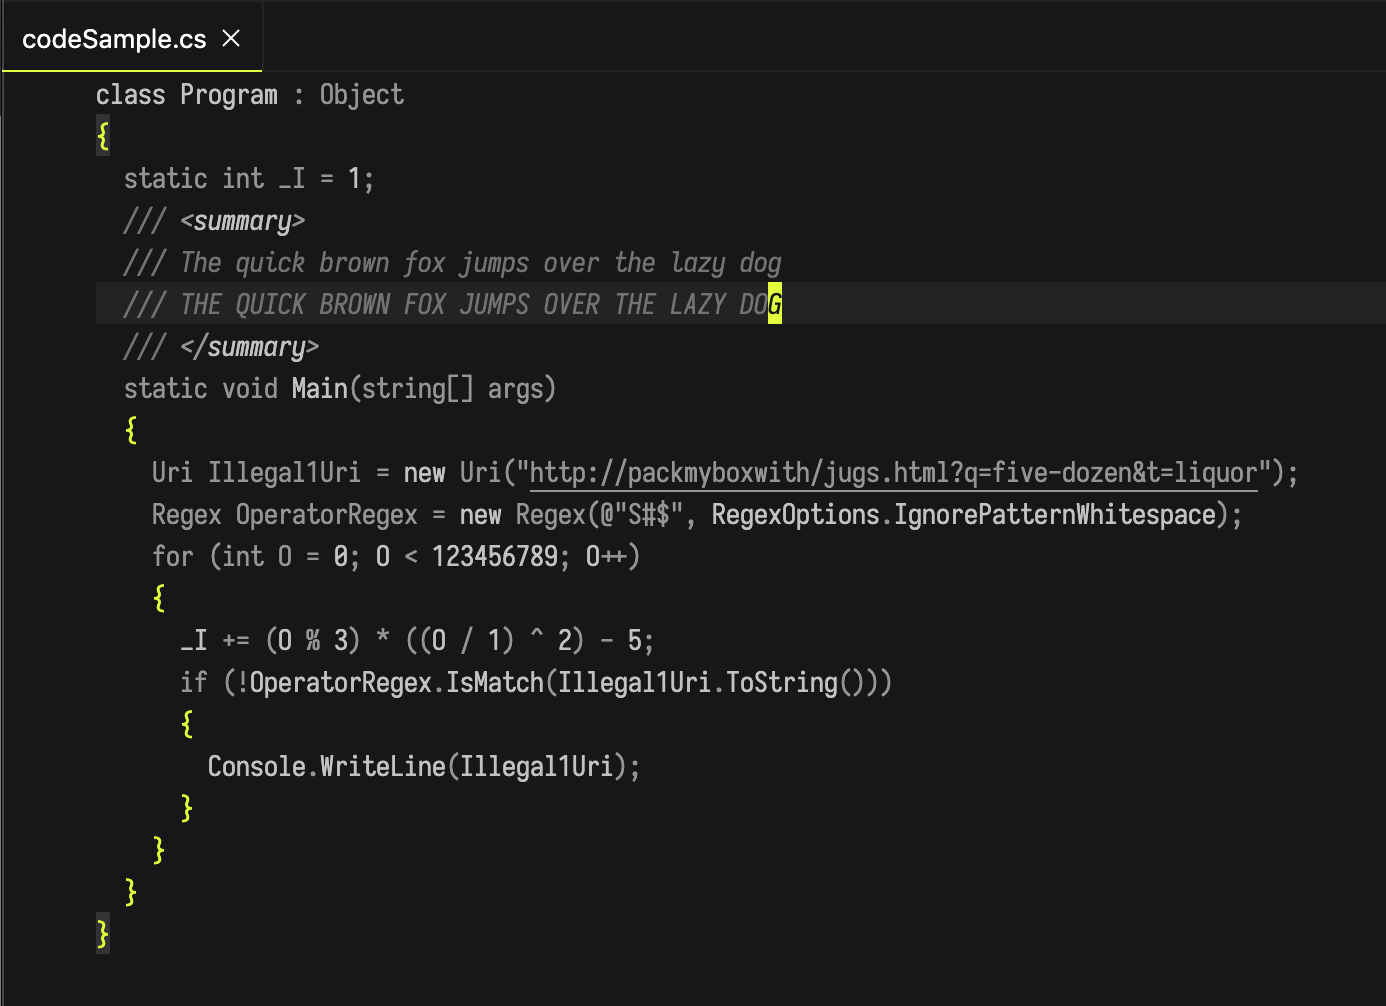 codeSample.cs ×
class Program : Object
{
  static int _I = 1;
  /// <summary>
  /// The quick brown fox jumps over the lazy dog
  /// THE QUICK BROWN FOX JUMPS OVER THE LAZY DOG
  /// </summary>
  static void Main(string[] args)
  {
    Uri Illegal1Uri = new Uri("http://packmyboxwith/jugs.html?q=five-dozen&t=liquor");
    Regex OperatorRegex = new Regex(@"S#$", RegexOptions.IgnorePatternWhitespace);
    for (int O = 0; O < 123456789; O++)
    {
      _I += (O % 3) * ((O / 1) ^ 2) - 5;
      if (!OperatorRegex.IsMatch(Illegal1Uri.ToString()))
      {
        Console.WriteLine(Illegal1Uri);
      }
    }
  }
}